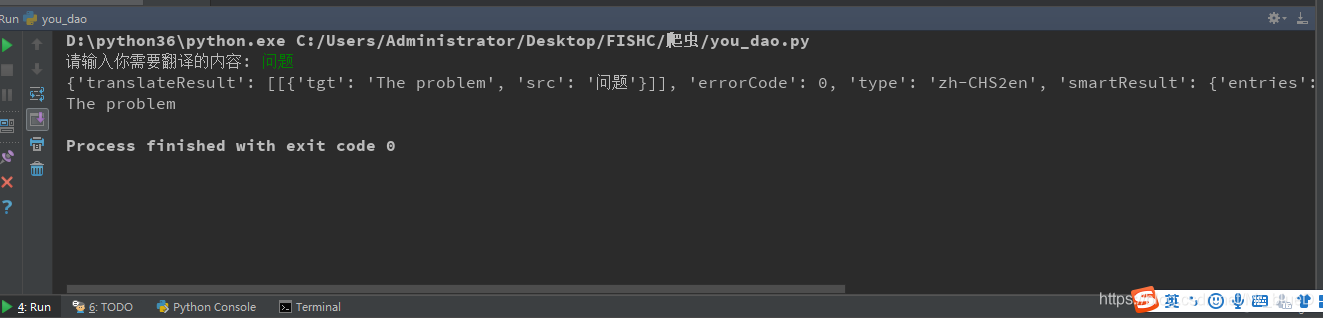 Run you_dao
D:\python36\python.exe C:/Users/Administrator/Desktop/FISHC/爬虫/you_dao.py
请输入你需要翻译的内容: 问题
{'translateResult': [[{'tgt': 'The problem', 'src': '问题'}]], 'errorCode': 0, 'type': 'zh-CHS2en', 'smartResult': {'entries':
The problem
Process finished with exit code 0
4: Run 6: TODO Python Console Terminal
https:/
英